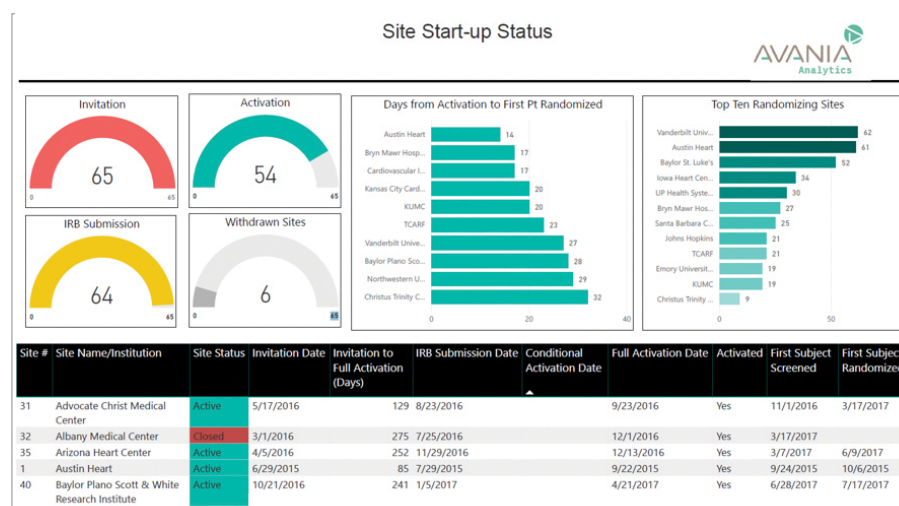 Site Start-up Status
AVANIA
Analytics
Invitation
65
0
65
Activation
54
0
65
IRB Submission
64
0
65
Withdrawn Sites
6
0
65
Days from Activation to First Pt Randomized
Austin Heart 14
Bryn Mawr Hosp... 17
Cardiovascular I... 17
Kansas City Card... 20
KUMC 20
TCARF 23
Vanderbilt Unive... 27
Baylor Plano Sco... 28
Northwestern U... 29
Christus Trinity C... 32
0 20 40
Top Ten Randomizing Sites
Vanderbilt Univ... 62
Austin Heart 61
Baylor St. Luke's 52
Iowa Heart Cen... 34
UP Health Syste... 30
Bryn Mawr Hos... 27
Santa Barbara C... 25
Johns Hopkins 21
TCARF 21
Emory Universit... 19
KUMC 19
Christus Trinity ... 9
0 50
Site # Site Name/Institution Site Status Invitation Date Invitation to IRB Submission Date Conditional Full Activation Date Activated First Subject First Subjec
Full Activation Activation Date Screened Randomize
(Days)
31 Advocate Christ Medical Active 5/17/2016 129 8/23/2016 9/23/2016 Yes 11/1/2016 3/17/2017
Center
32 Albany Medical Center Closed 3/1/2016 275 7/25/2016 12/1/2016 Yes 3/17/2017
35 Arizona Heart Center Active 4/5/2016 252 11/29/2016 12/13/2016 Yes 3/7/2017 6/9/2017
1 Austin Heart Active 6/29/2015 85 7/29/2015 9/22/2015 Yes 9/24/2015 10/6/2015
40 Baylor Plano Scott & White Active 10/21/2016 241 1/5/2017 4/21/2017 Yes 6/28/2017 7/17/2017
Research Institute